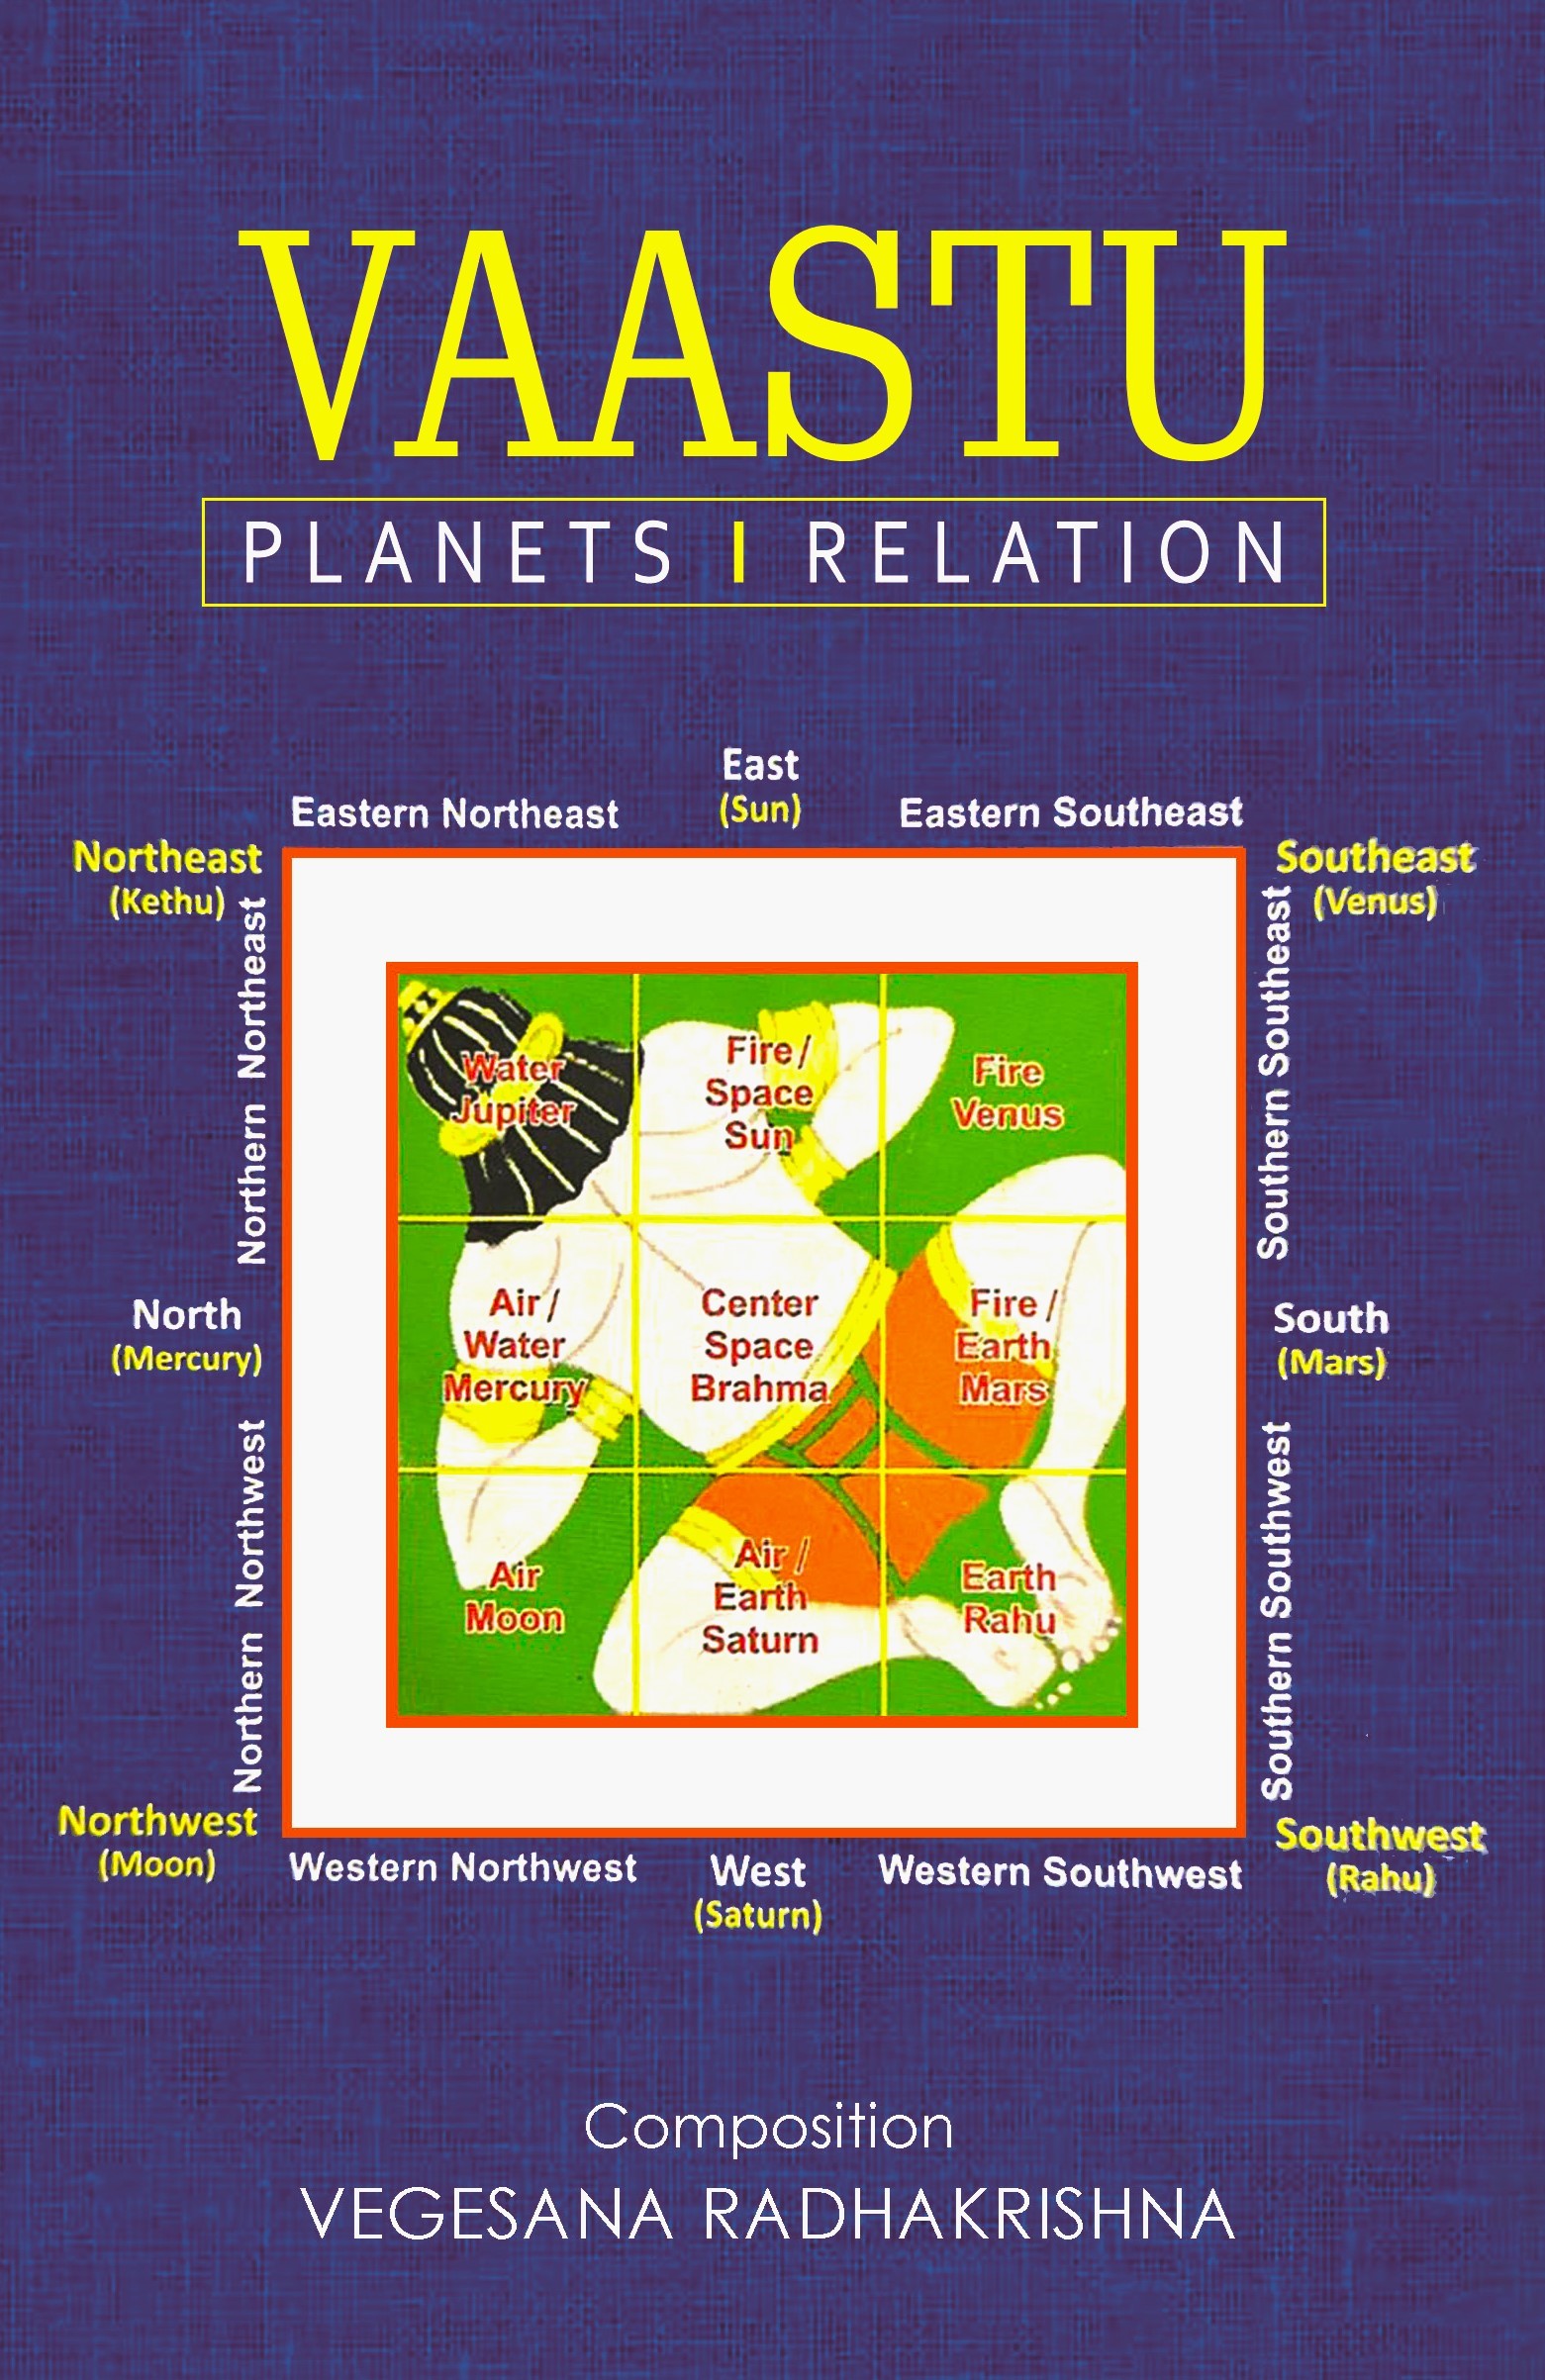 VAASTU
PLANETS I RELATION
East
(Sun)
Eastern Northeast
Eastern Southeast
Northeast
(Kethu)
Southeast
(Venus)
Northern Northeast
Southern Southeast
Water
Jupiter
Fire/
Space
Sun
Fire
Venus
North
(Mercury)
Air/
Water
Mercury
Center
Space
Brahma
Fire /
Earth
Mars
South
(Mars)
Northern Northwest
Southern Southwest
Air
Moon
Air /
Earth
Saturn
Earth
Rahu
Northwest
(Moon)
Southwest
(Rahu)
Western Northwest
West
(Saturn)
Western Southwest
Composition
VEGESANA RADHAKRISHNA